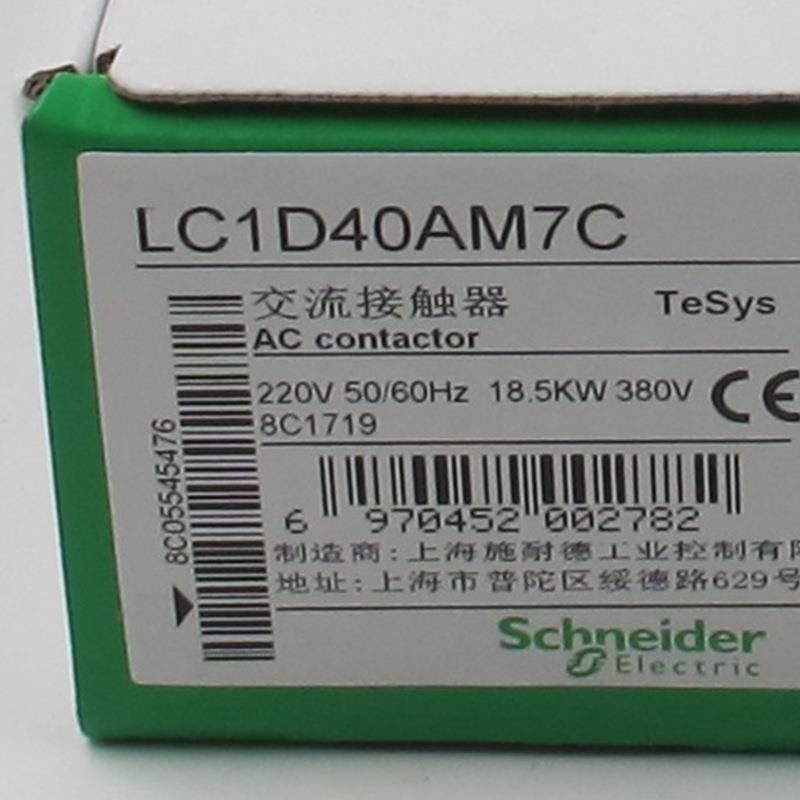 LC1D40AM7C
交流接触器 TeSys
AC contactor
220V 50/60Hz 18.5KW 380V CE
8C1719
8C05545476
6 970452 002782
制造商:上海施耐德工业控制有限
地址:上海市普陀区绥德路629号
Schneider
Electric